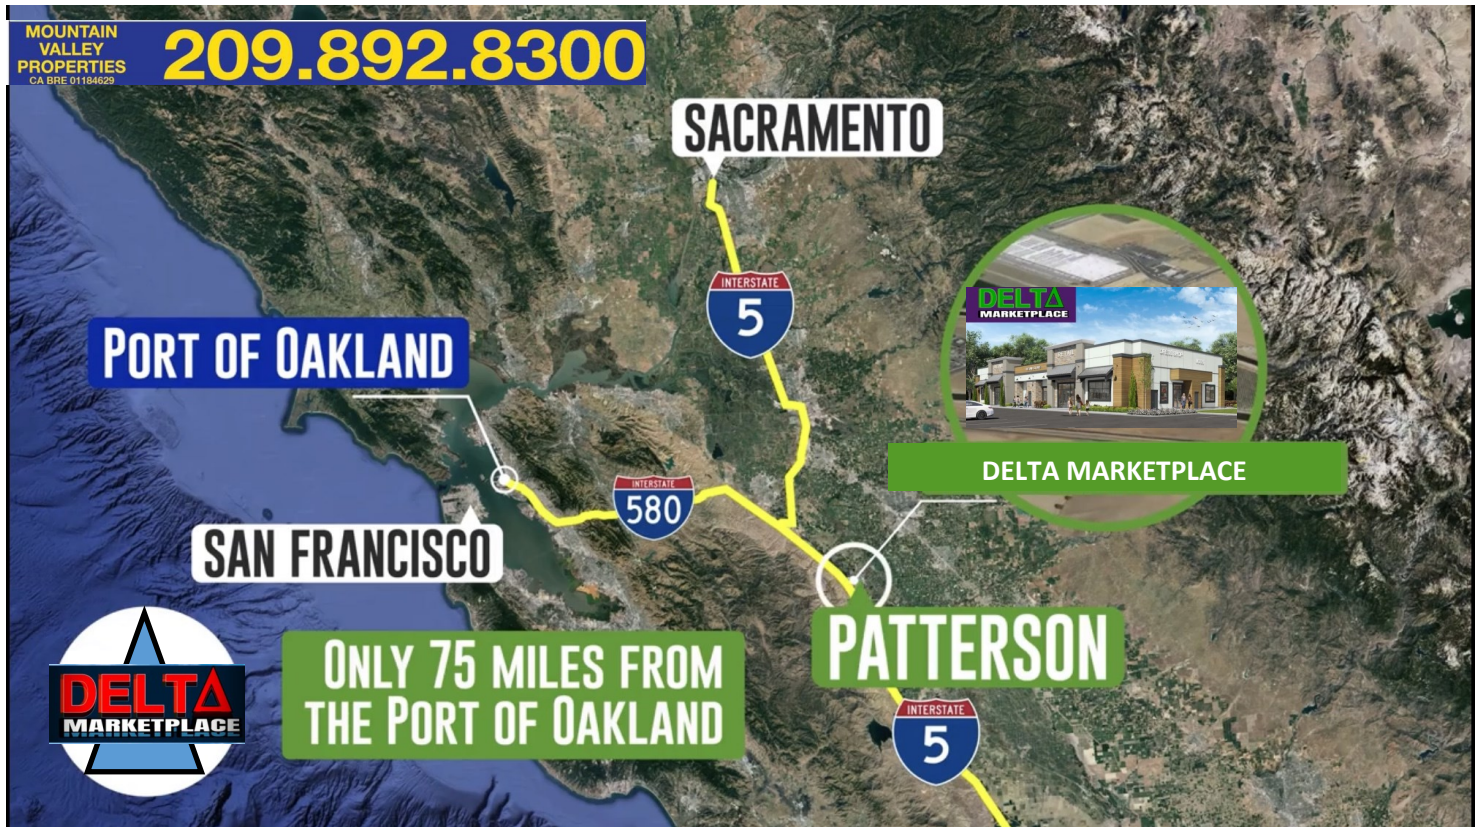 MOUNTAIN
VALLEY
PROPERTIES
CA BRE 01184629
209.892.8300
SACRAMENTO
INTERSTATE
5
DELTA
MARKETPLACE
PORT OF OAKLAND
DELTA MARKETPLACE
INTERSTATE
580
SAN FRANCISCO
PATTERSON
ONLY 75 MILES FROM
THE PORT OF OAKLAND
DELTA
MARKETPLACE
INTERSTATE
5